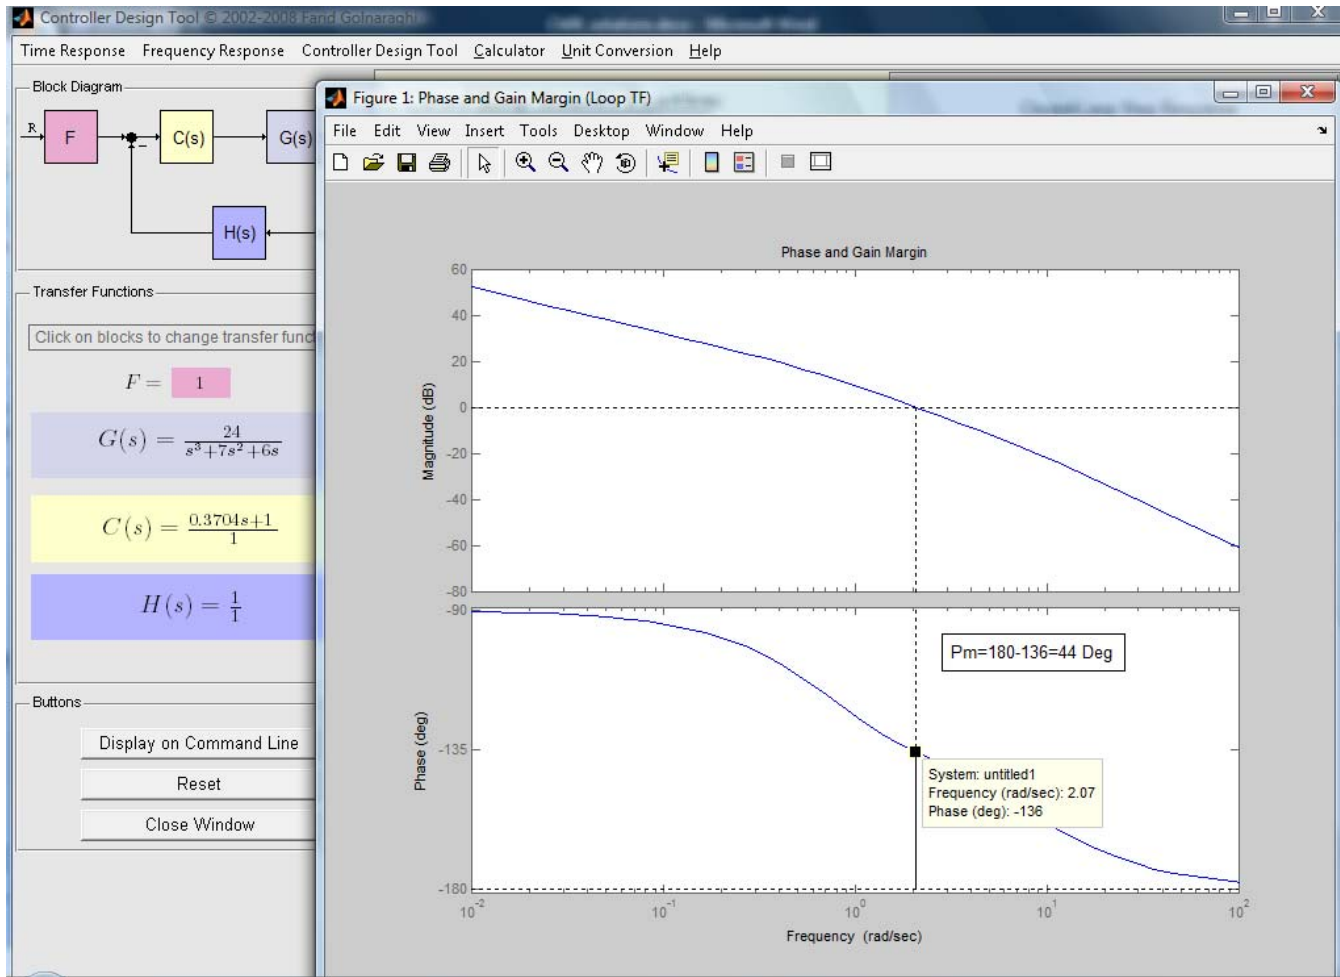 Controller Design Tool © 2002-2008 Farid Golnaraghi
Time Response Frequency Response Controller Design Tool Calculator Unit Conversion Help
Block Diagram
R
F
C(s)
G(s)
-
H(s)
Transfer Functions
Click on blocks to change transfer func
F = 1
G(s) = 24 / s^3+7s^2+6s
C(s) = 0.3704s+1 / 1
H(s) = 1 / 1
Buttons
Display on Command Line
Reset
Close Window
Figure 1: Phase and Gain Margin (Loop TF)
File Edit View Insert Tools Desktop Window Help
Phase and Gain Margin
Magnitude (dB)
60
40
20
0
-20
-40
-60
-80
Phase (deg)
-90
-135
-180
Pm=180-136=44 Deg
System: untitled1
Frequency (rad/sec): 2.07
Phase (deg): -136
10^-2 10^-1 10^0 10^1 10^2
Frequency (rad/sec)